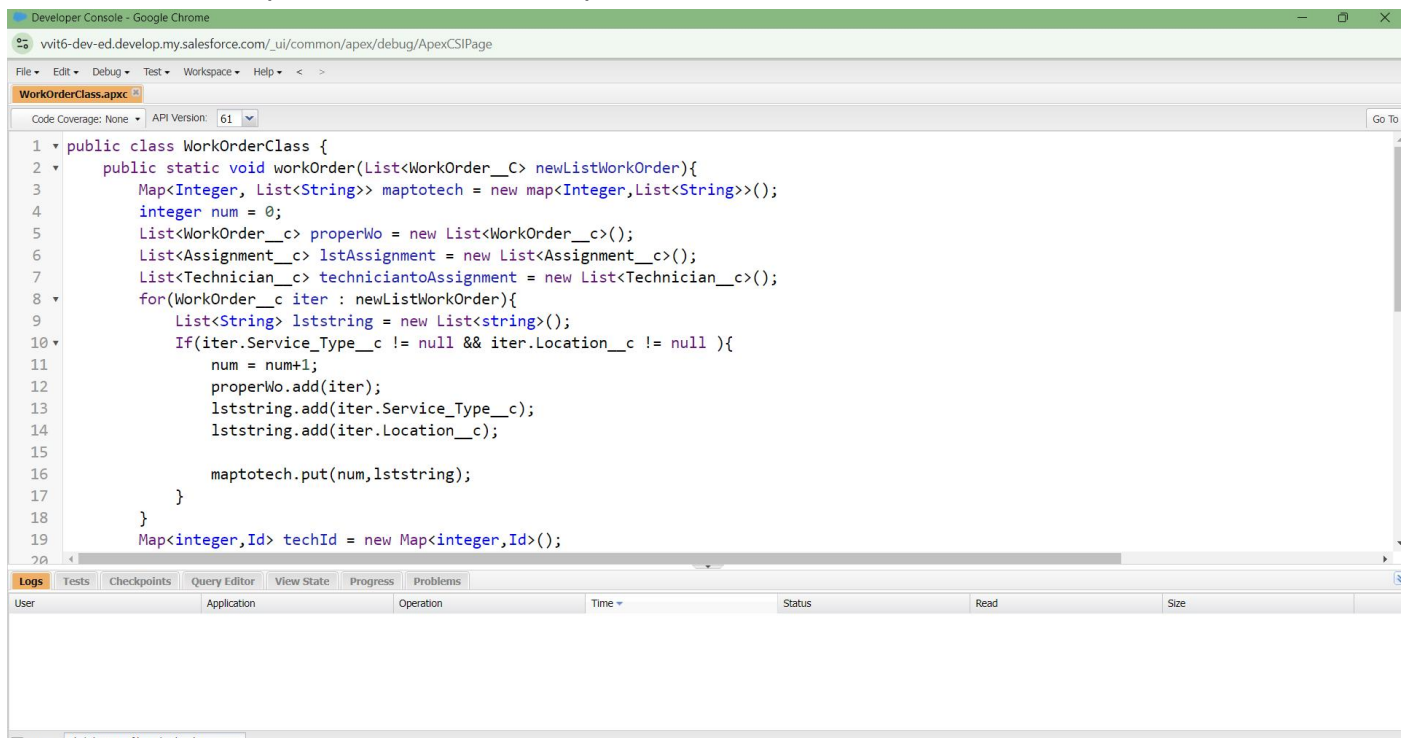 Developer Console - Google Chrome
vvit6-dev-ed.develop.my.salesforce.com/_ui/common/apex/debug/ApexCSIPage
File Edit Debug Test Workspace Help < >
WorkOrderClass.apxc
Code Coverage: None API Version: 61 Go To
1 public class WorkOrderClass {
2 public static void workOrder(List<WorkOrder__C> newListWorkOrder){
3 Map<Integer, List<String>> maptotech = new map<Integer,List<String>>();
4 integer num = 0;
5 List<WorkOrder__c> properWo = new List<WorkOrder__c>();
6 List<Assignment__c> lstAssignment = new List<Assignment__c>();
7 List<Technician__c> techniciantoAssignment = new List<Technician__c>();
8 for(WorkOrder__c iter : newListWorkOrder){
9 List<String> lststring = new List<string>();
10 If(iter.Service_Type__c != null && iter.Location__c != null ){
11 num = num+1;
12 properWo.add(iter);
13 lststring.add(iter.Service_Type__c);
14 lststring.add(iter.Location__c);
15
16 maptotech.put(num,lststring);
17 }
18 }
19 Map<integer,Id> techId = new Map<integer,Id>();
20
Logs Tests Checkpoints Query Editor View State Progress Problems
User Application Operation Time Status Read Size